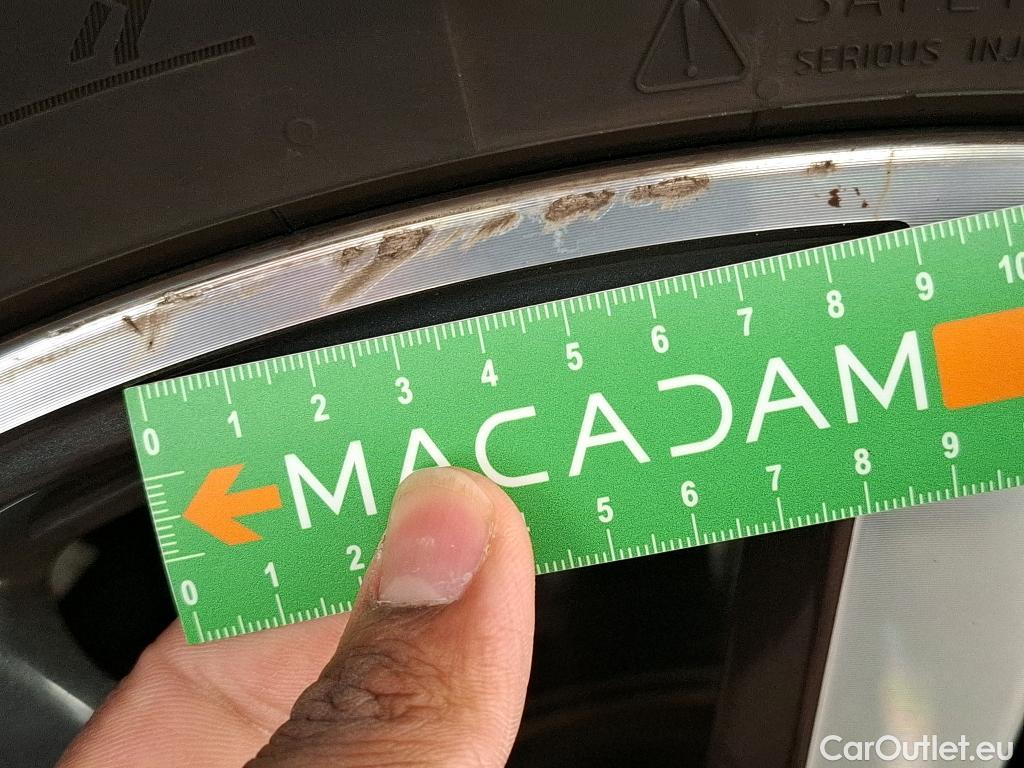 SAFETY
SERIOUS INJ
0 1 2 3 4 5 6 7 8 9 10
MACADAM
0 1 2 5 6 7 8 9
CarOutlet.eu